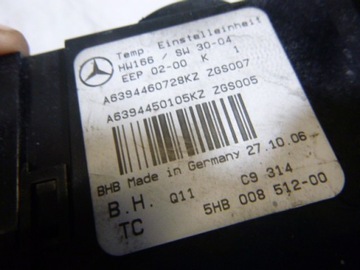 Temp. Einstelleinheit
HW166 / SW 30-04
EEP 02-00 K 1
A6394460728KZ ZGS007
A6394450105KZ ZGS005
BHB Made in Germany 27.10.06
B.H. Q11 C9 314
TC 5HB 008 512-00